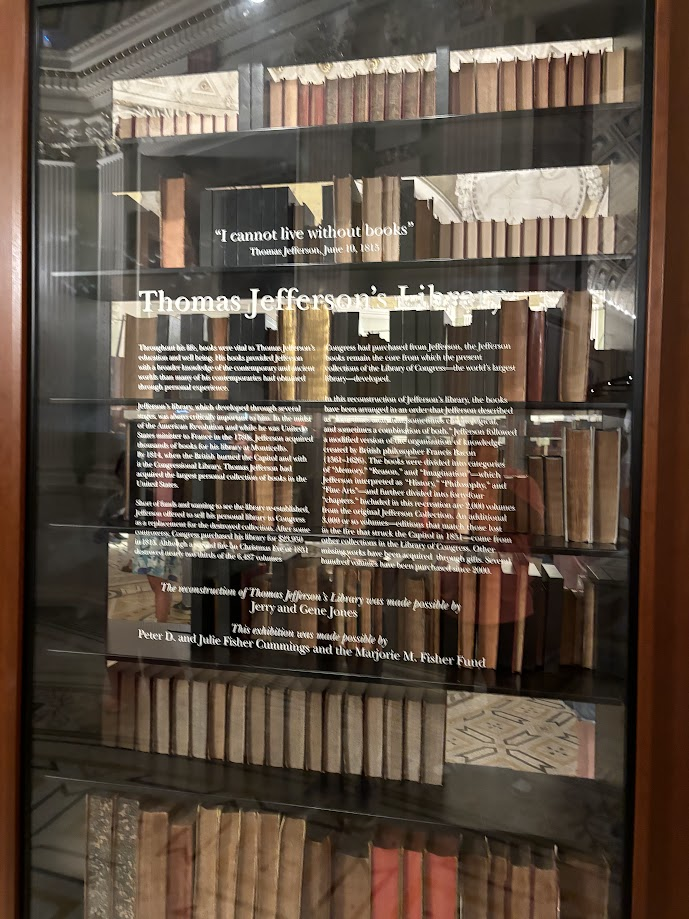 “I cannot live without books”
Thomas Jefferson, June 10, 1815
Thomas Jefferson’s Library
Throughout his life, books were vital to Thomas Jefferson’s
education and well being. His books provided Jefferson
with a broader knowledge of the contemporary and ancient
worlds than many of his contemporaries had obtained
through personal experience.
Jefferson’s library, which developed through several
stages, was always critically important to him. In the midst
of the American Revolution and while he was United
States minister to France in the 1780s, Jefferson acquired
thousands of books for his library at Monticello.
By 1814, when the British burned the Capitol and with
it the Congressional Library, Thomas Jefferson had
acquired the largest personal collection of books in the
United States.
Short of funds and wanting to see the library re-established,
Jefferson offered to sell his personal library to Congress
as a replacement for the destroyed collection. After some
controversy, Congress purchased his library for $23,950
in 1815. fire on Christmas Eve of 1851
destroyed nearly two thirds of the 6,487 volumes
Congress had purchased from Jefferson, the Jefferson
books remain the core from which the present
collections of the Library of Congress—the world’s largest
library—developed.
In this reconstruction of Jefferson’s library, the books
have been arranged in an order that Jefferson described
as “sometimes analytical, sometimes chronological,
and sometimes a combination of both.” Jefferson followed
a modified version of the organization of knowledge
created by British philosopher Francis Bacon
(1561–1626). The books were divided into categories
of “Memory,” “Reason,” and “Imagination”—which
Jefferson interpreted as “History,” “Philosophy,” and
“Fine Arts”—and further divided into forty-four
“chapters.” Included in this recreation are 2,000 volumes
from the original Jefferson Collection. An additional
3,000 or so volumes—editions that match those lost
in the fire that struck the Capitol in 1851—come from
other collections in the Library of Congress. Other
missing works have been acquired through gifts. Several
hundred volumes have been purchased since 2000.
The reconstruction of Thomas Jefferson’s Library was made possible by
Jerry and Gene Jones
This exhibition was made possible by
Peter D. and Julie Fisher Cummings and the Marjorie M. Fisher Fund